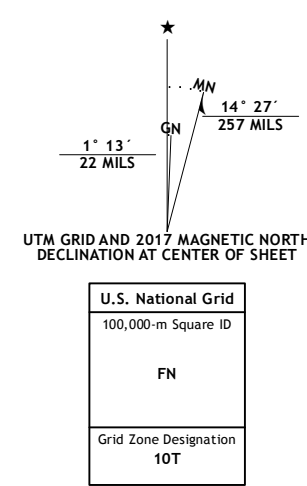 MN
14° 27´
257 MILS
GN
1° 13´
22 MILS
UTM GRID AND 2017 MAGNETIC NORTH
DECLINATION AT CENTER OF SHEET
U.S. National Grid
100,000-m Square ID
FN
Grid Zone Designation
10T